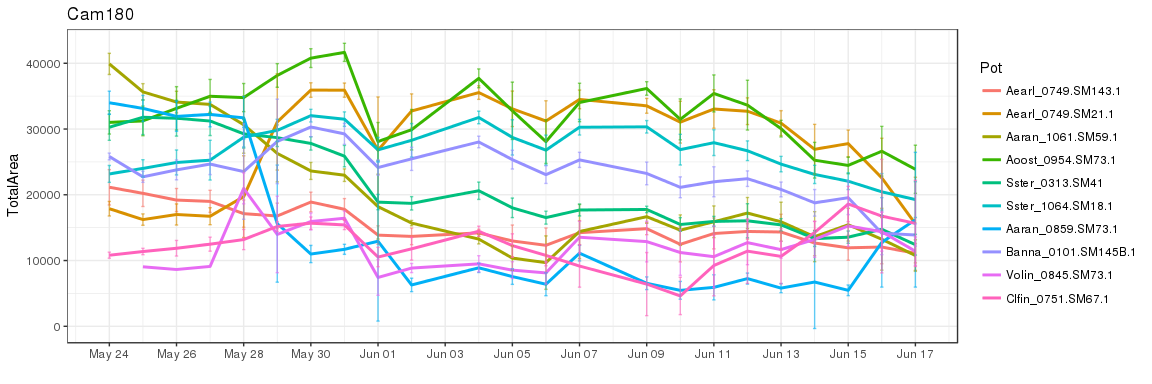 Cam180
TotalArea
40000
30000
20000
10000
0
May 24
May 26
May 28
May 30
Jun 01
Jun 03
Jun 05
Jun 07
Jun 09
Jun 11
Jun 13
Jun 15
Jun 17
Pot
Aearl_0749.SM143.1
Aearl_0749.SM21.1
Aaran_1061.SM59.1
Aoost_0954.SM73.1
Sster_0313.SM41
Sster_1064.SM18.1
Aaran_0859.SM73.1
Banna_0101.SM145B.1
Volin_0845.SM73.1
Clfin_0751.SM67.1